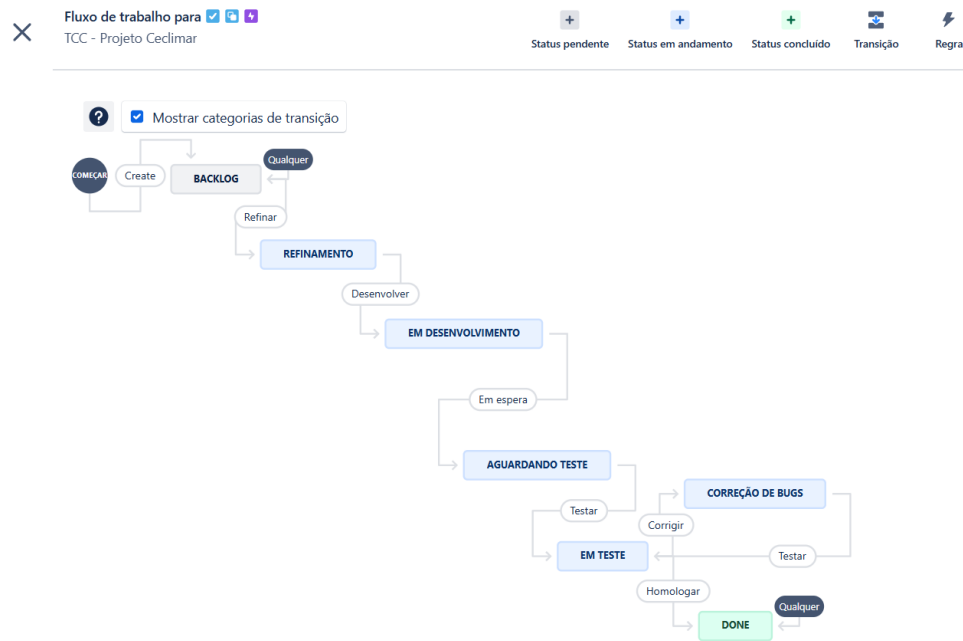 Fluxo de trabalho para
TCC - Projeto Ceclimar
Status pendente
Status em andamento
Status concluído
Transição
Regra
?
Mostrar categorias de transição
COMEÇAR
Create
BACKLOG
Qualquer
Refinar
REFINAMENTO
Desenvolver
EM DESENVOLVIMENTO
Em espera
AGUARDANDO TESTE
CORREÇÃO DE BUGS
Testar
Corrigir
EM TESTE
Testar
Homologar
Qualquer
DONE